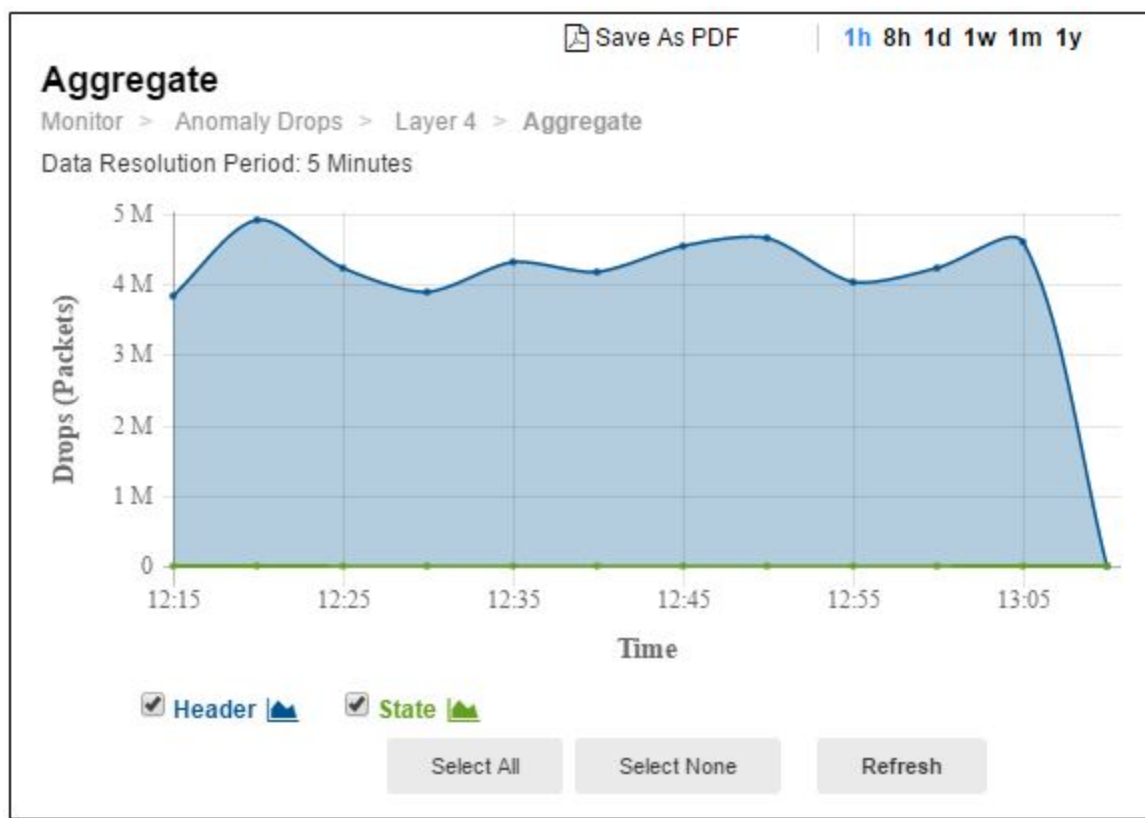 Save As PDF 1h 8h 1d 1w 1m 1y
Aggregate
Monitor > Anomaly Drops > Layer 4 > Aggregate
Data Resolution Period: 5 Minutes
5 M
4 M
3 M
2 M
1 M
0
Drops (Packets)
12:15 12:25 12:35 12:45 12:55 13:05
Time
Header State
Select All Select None Refresh